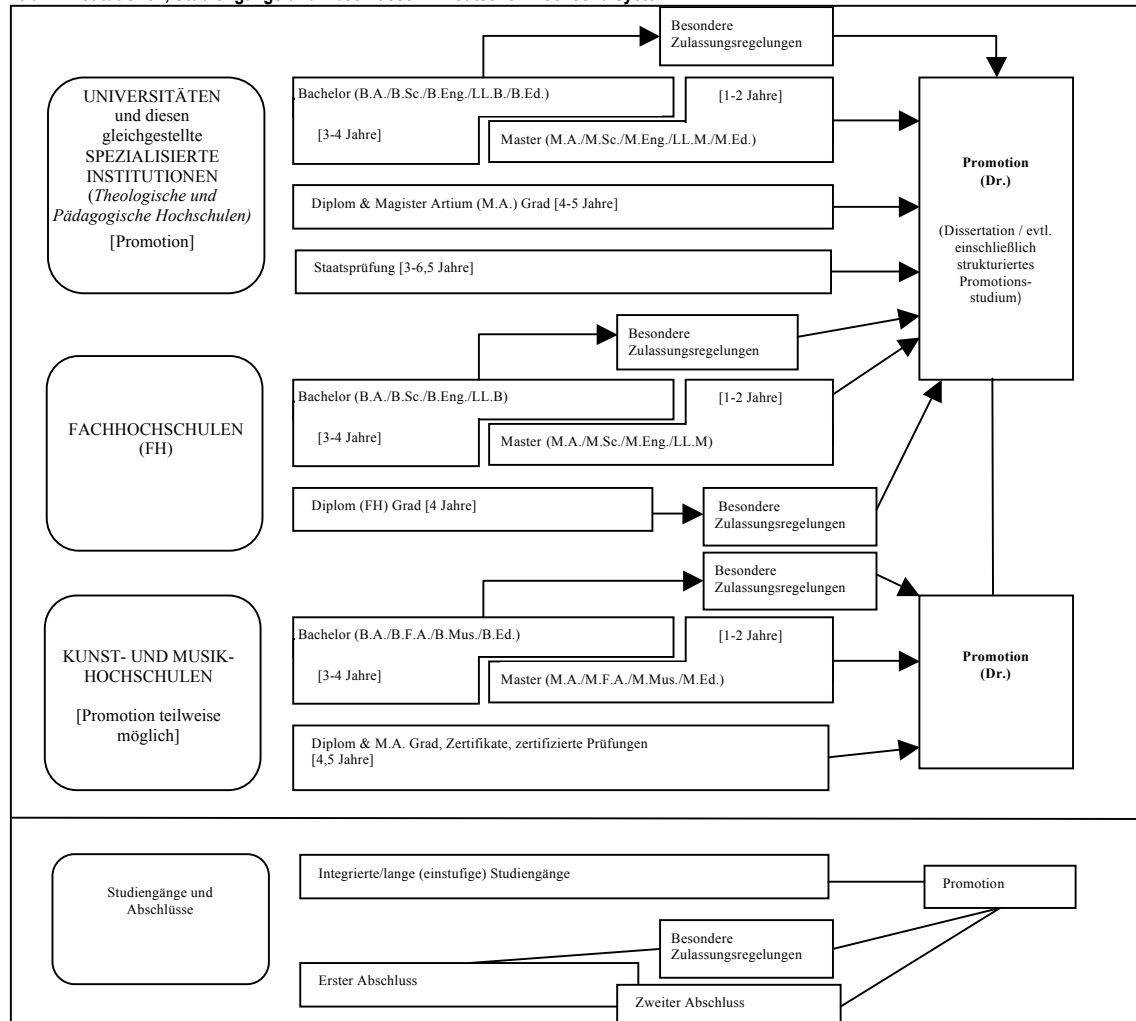 Besondere
Zulassungsregelungen
UNIVERSITÄTEN
und diesen
gleichgestellte
SPEZIALISIERTE
INSTITUTIONEN
(Theologische und
Pädagogische Hochschulen)
[Promotion]
Bachelor (B.A./B.Sc./B.Eng./LL.B./B.Ed.)
[3-4 Jahre]
[1-2 Jahre]
Master (M.A./M.Sc./M.Eng./LL.M./M.Ed.)
Diplom & Magister Artium (M.A.) Grad [4-5 Jahre]
Staatsprüfung [3-6,5 Jahre]
Promotion
(Dr.)
(Dissertation / evtl.
einschließlich
strukturiertes
Promotions-
studium)
Besondere
Zulassungsregelungen
FACHHOCHSCHULEN
(FH)
Bachelor (B.A./B.Sc./B.Eng./LL.B)
[3-4 Jahre]
[1-2 Jahre]
Master (M.A./M.Sc./M.Eng./LL.M)
Diplom (FH) Grad [4 Jahre]
Besondere
Zulassungsregelungen
Besondere
Zulassungsregelungen
KUNST- UND MUSIK-
HOCHSCHULEN
[Promotion teilweise
möglich]
Bachelor (B.A./B.F.A./B.Mus./B.Ed.)
[3-4 Jahre]
[1-2 Jahre]
Master (M.A./M.F.A./M.Mus./M.Ed.)
Diplom & M.A. Grad, Zertifikate, zertifizierte Prüfungen
[4,5 Jahre]
Promotion
(Dr.)
Studiengänge und
Abschlüsse
Integrierte/lange (einstufige) Studiengänge
Promotion
Besondere
Zulassungsregelungen
Erster Abschluss
Zweiter Abschluss